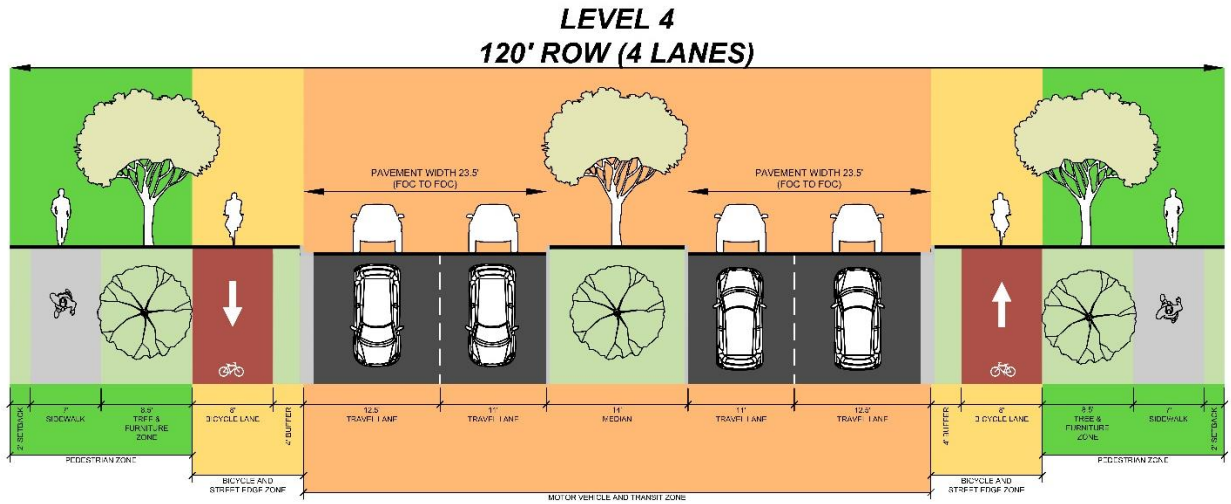 LEVEL 4
120' ROW (4 LANES)
PAVEMENT WIDTH 23.5'
(FOC TO FOC)
PAVEMENT WIDTH 23.5'
(FOC TO FOC)
2' SETBACK
7'
SIDEWALK
8.5'
TREE &
FURNITURE
ZONE
8'
BICYCLE LANE
4' BUFFER
12.5'
TRAVEL LANE
11'
TRAVEL LANE
14'
MEDIAN
11'
TRAVEL LANE
12.5'
TRAVEL LANE
4' BUFFER
8'
BICYCLE LANE
8.5'
TREE &
FURNITURE
ZONE
7'
SIDEWALK
2' SETBACK
PEDESTRIAN ZONE
BICYCLE AND
STREET EDGE ZONE
MOTOR VEHICLE AND TRANSIT ZONE
BICYCLE AND
STREET EDGE ZONE
PEDESTRIAN ZONE